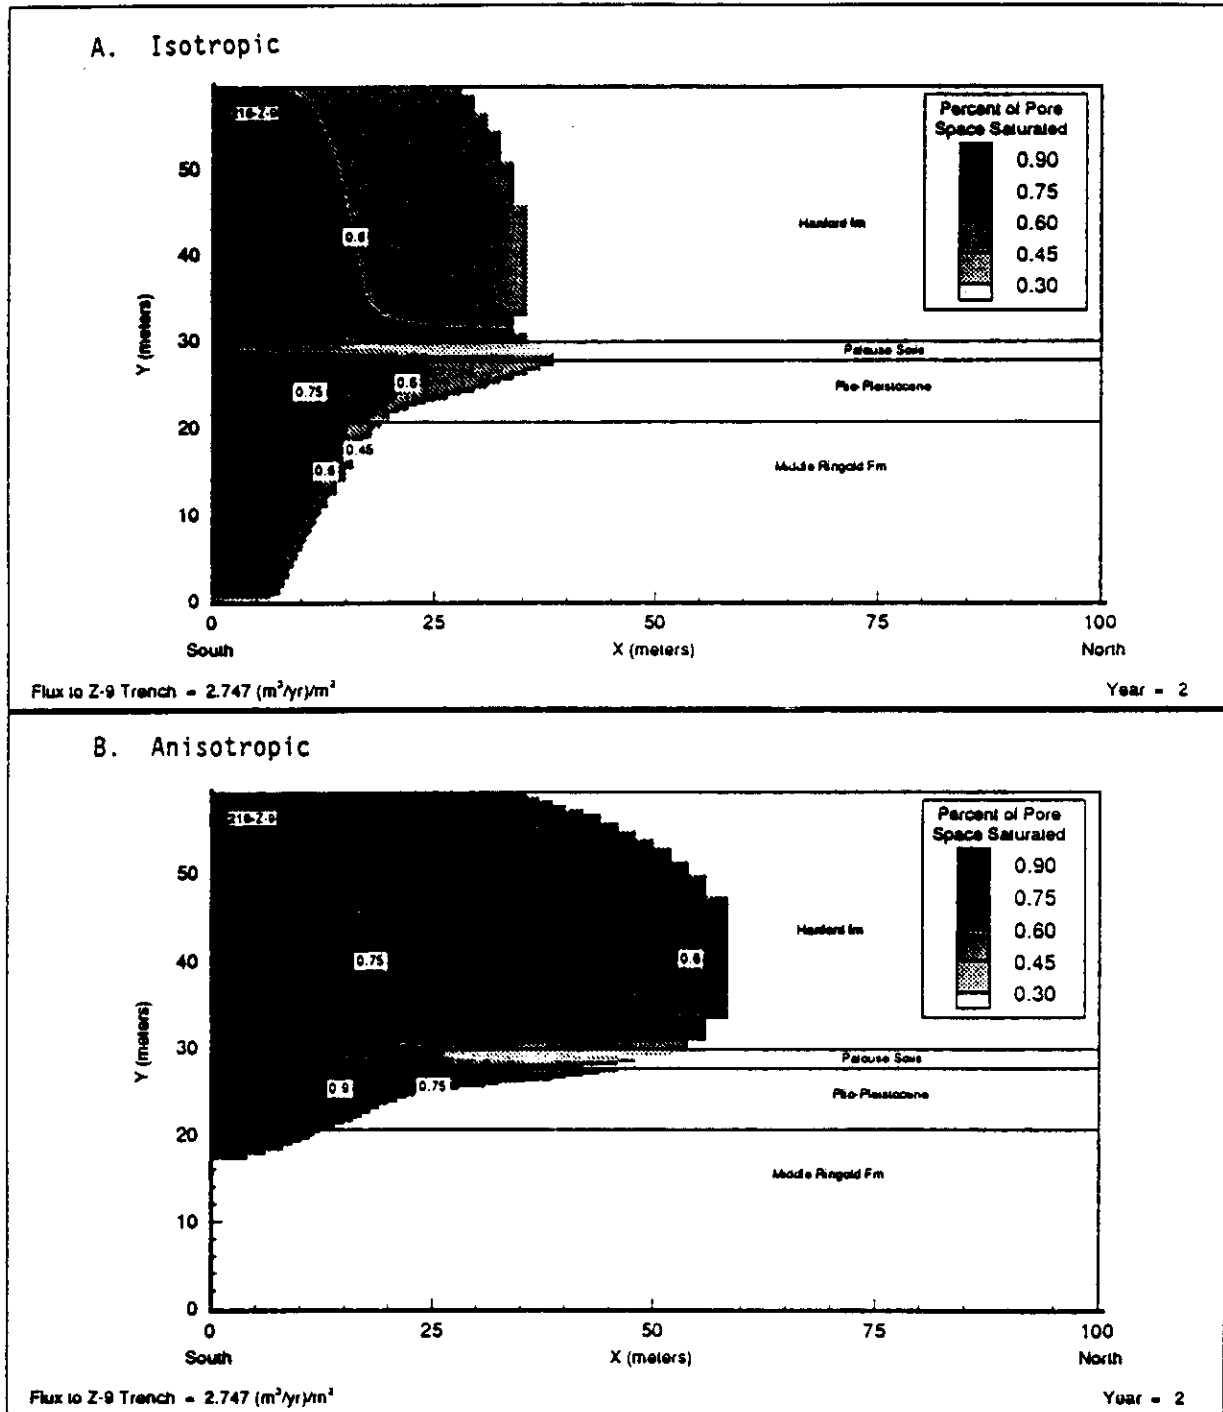 A. Isotropic
Percent of Pore
Space Saturated
0.90
0.75
0.60
0.45
0.30
50
40
30
20
10
0
Y (meters)
0.6
0.75
0.6
0.45
0.6
Hanford fm
Palouse Soils
Plio-Pleistocene
Middle Ringold Fm
0 25 50 75 100
South X (meters) North
Flux to Z-9 Trench = 2.747 (m³/yr)/m² Year = 2
B. Anisotropic
216-Z-9
Percent of Pore
Space Saturated
0.90
0.75
0.60
0.45
0.30
50
40
30
20
10
0
Y (meters)
0.75
0.6
0.9
0.75
Hanford fm
Palouse Soils
Plio-Pleistocene
Middle Ringold Fm
0 25 50 75 100
South X (meters) North
Flux to Z-9 Trench = 2.747 (m³/yr)/m² Year = 2